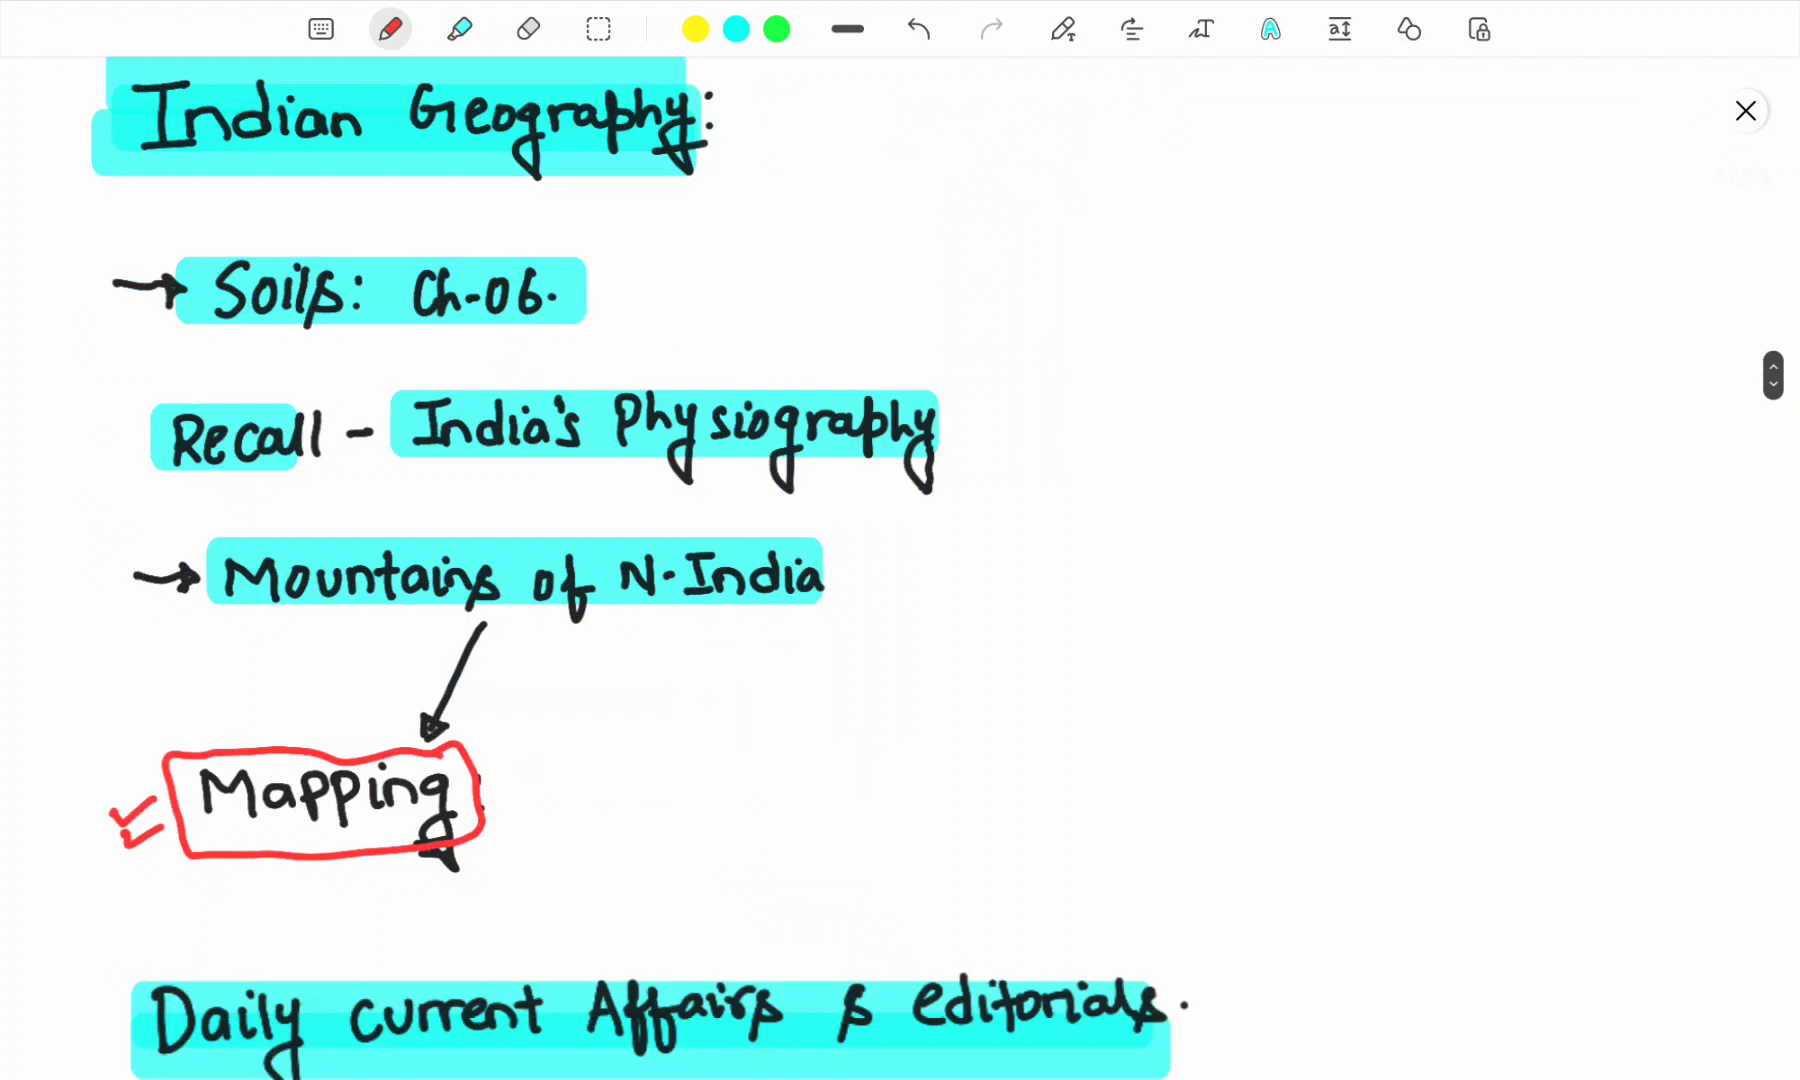 Indian Geography:
→ Soils: Ch-06.
Recall - India's Physiography
→ Mountains of N-India
Mapping:
Daily current Affairs & editorials.